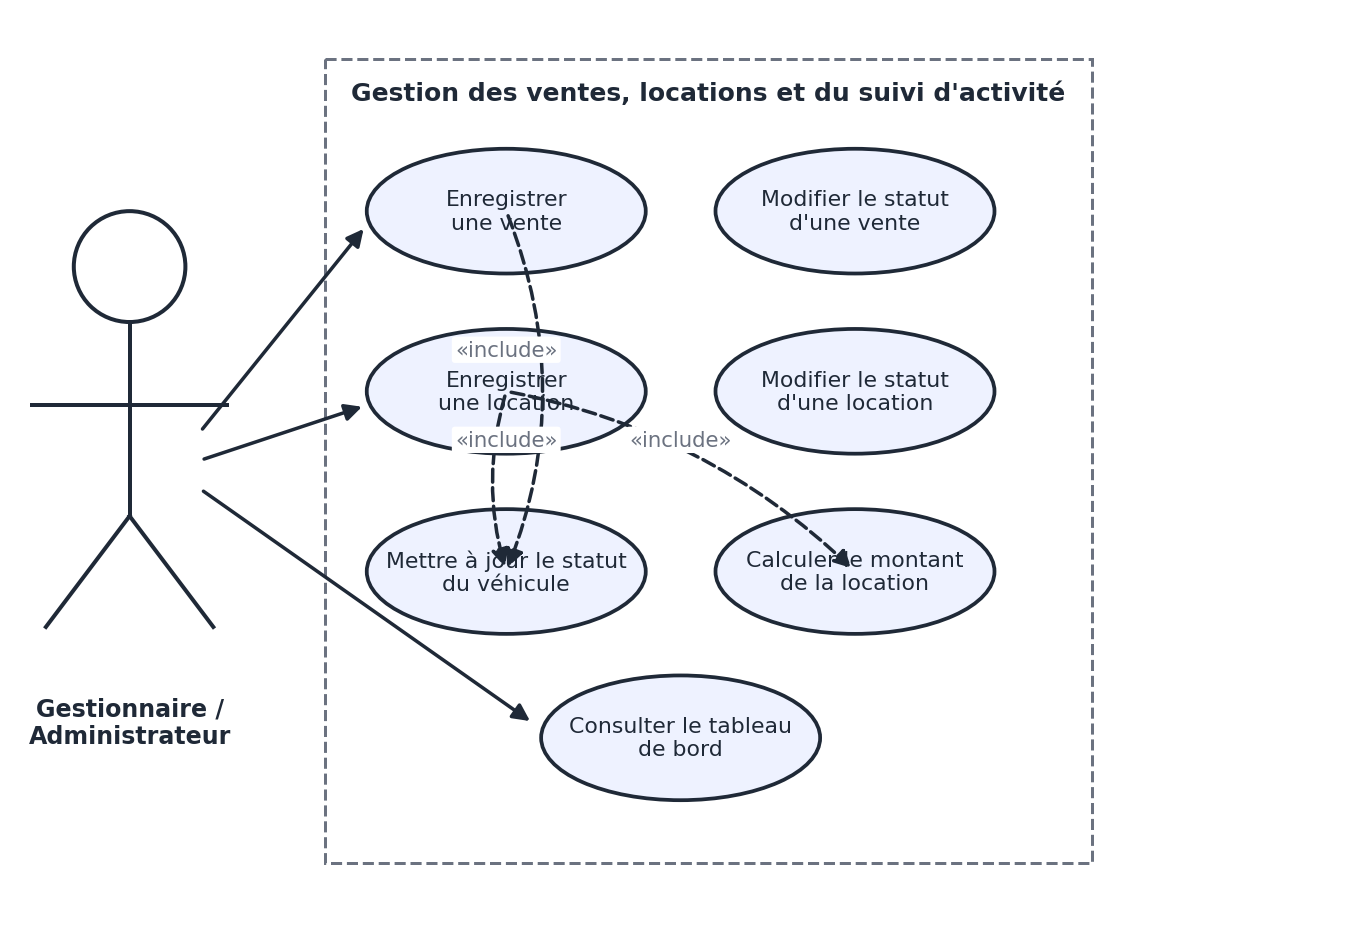 Gestion des ventes, locations et du suivi d'activité
Enregistrer
une vente
Modifier le statut
d'une vente
«include»
Enregistrer
une location
Modifier le statut
d'une location
«include»
«include»
Mettre à jour le statut
du véhicule
Calculer le montant
de la location
Gestionnaire /
Administrateur
Consulter le tableau
de bord